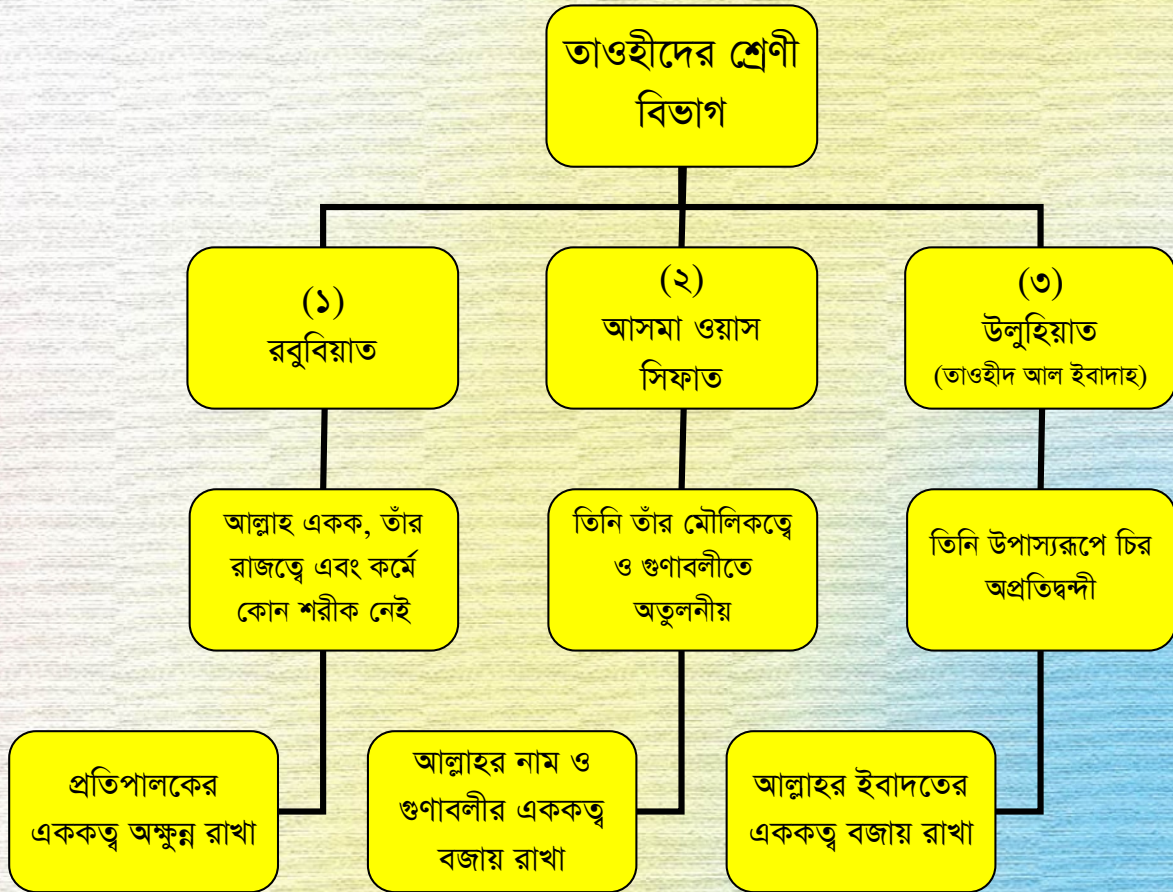 তাওহীদের শ্রেণী
বিভাগ
(১)
রবুবিয়াত
(২)
আসমা ওয়াস
সিফাত
(৩)
উলুহিয়াত
(তাওহীদ আল ইবাদাহ)
আল্লাহ একক, তাঁর
রাজত্বে এবং কর্মে
কোন শরীক নেই
তিনি তাঁর মৌলিকত্বে
ও গুণাবলীতে
অতুলনীয়
তিনি উপাস্যরূপে চির
অপ্রতিদ্বন্দী
প্রতিপালকের
এককত্ব অক্ষুন্ন রাখা
আল্লাহর নাম ও
গুণাবলীর এককত্ব
বজায় রাখা
আল্লাহর ইবাদতের
এককত্ব বজায় রাখা